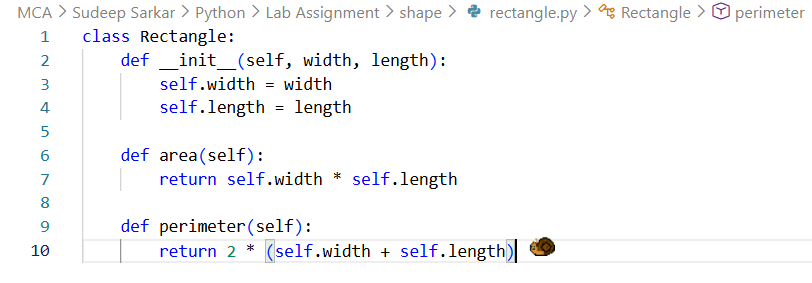 MCA > Sudeep Sarkar > Python > Lab Assignment > shape > rectangle.py > Rectangle > perimeter
1 class Rectangle:
2     def __init__(self, width, length):
3         self.width = width
4         self.length = length
5
6     def area(self):
7         return self.width * self.length
8
9     def perimeter(self):
10         return 2 * (self.width + self.length)